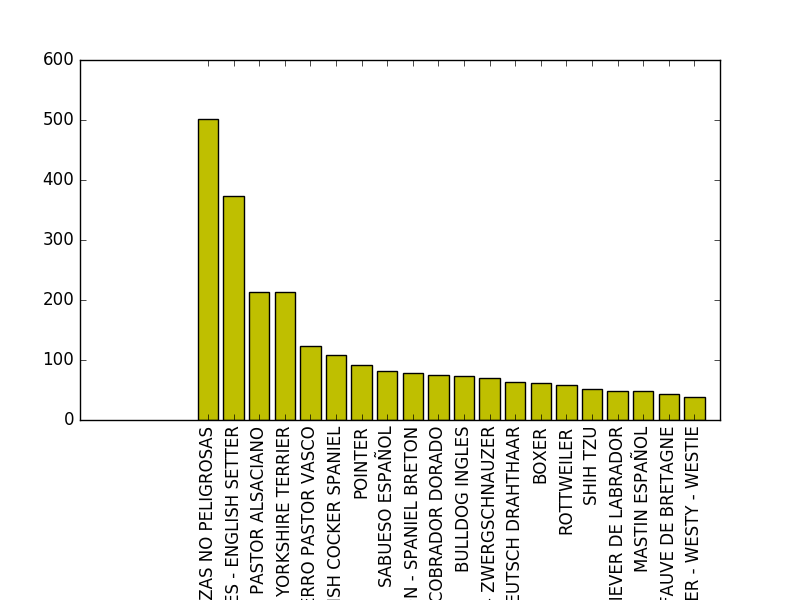 600
500
400
300
200
100
0
ZAS NO PELIGROSAS
ES - ENGLISH SETTER
PASTOR ALSACIANO
YORKSHIRE TERRIER
ERRO PASTOR VASCO
ISH COCKER SPANIEL
POINTER
SABUESO ESPAÑOL
N - SPANIEL BRETON
COBRADOR DORADO
BULLDOG INGLES
- ZWERGSCHNAUZER
EUTSCH DRAHTHAAR
BOXER
ROTTWEILER
SHIH TZU
IEVER DE LABRADOR
MASTIN ESPAÑOL
FAUVE DE BRETAGNE
ER - WESTY - WESTIE